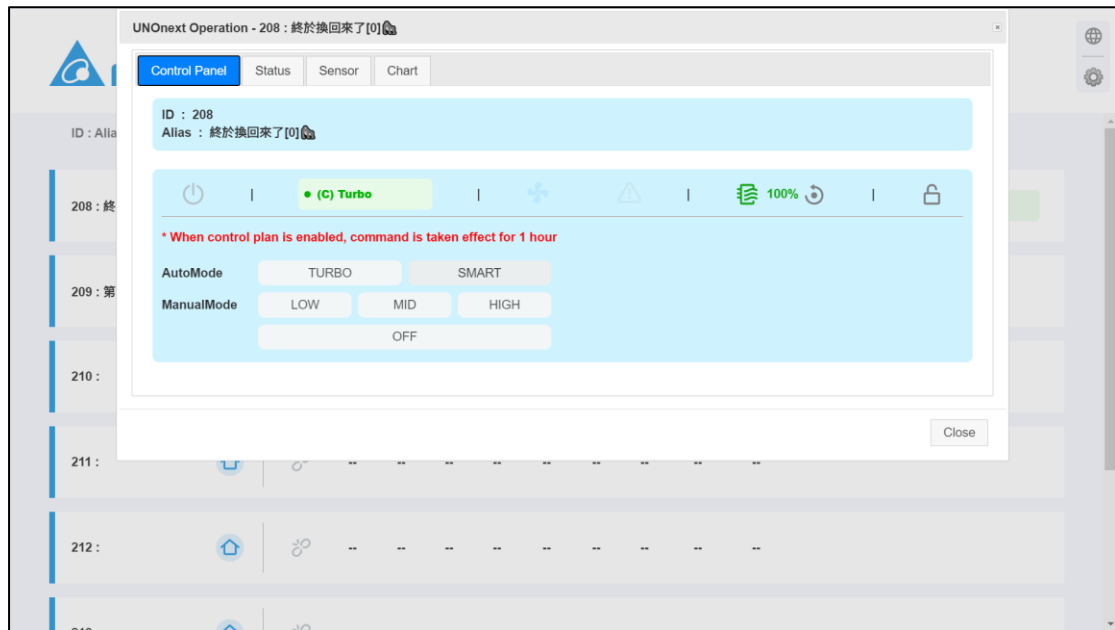 UNOnext Operation - 208 : 終於換回來了[0]
Control Panel Status Sensor Chart
ID : 208
Alias : 終於換回來了[0]
ID : Alia
208 : 終
(C) Turbo
100%
* When control plan is enabled, command is taken effect for 1 hour
AutoMode TURBO SMART
209 : 第
ManualMode LOW MID HIGH
OFF
210 :
Close
211 : -- -- -- -- -- -- -- -- --
212 : -- -- -- -- -- -- -- -- --